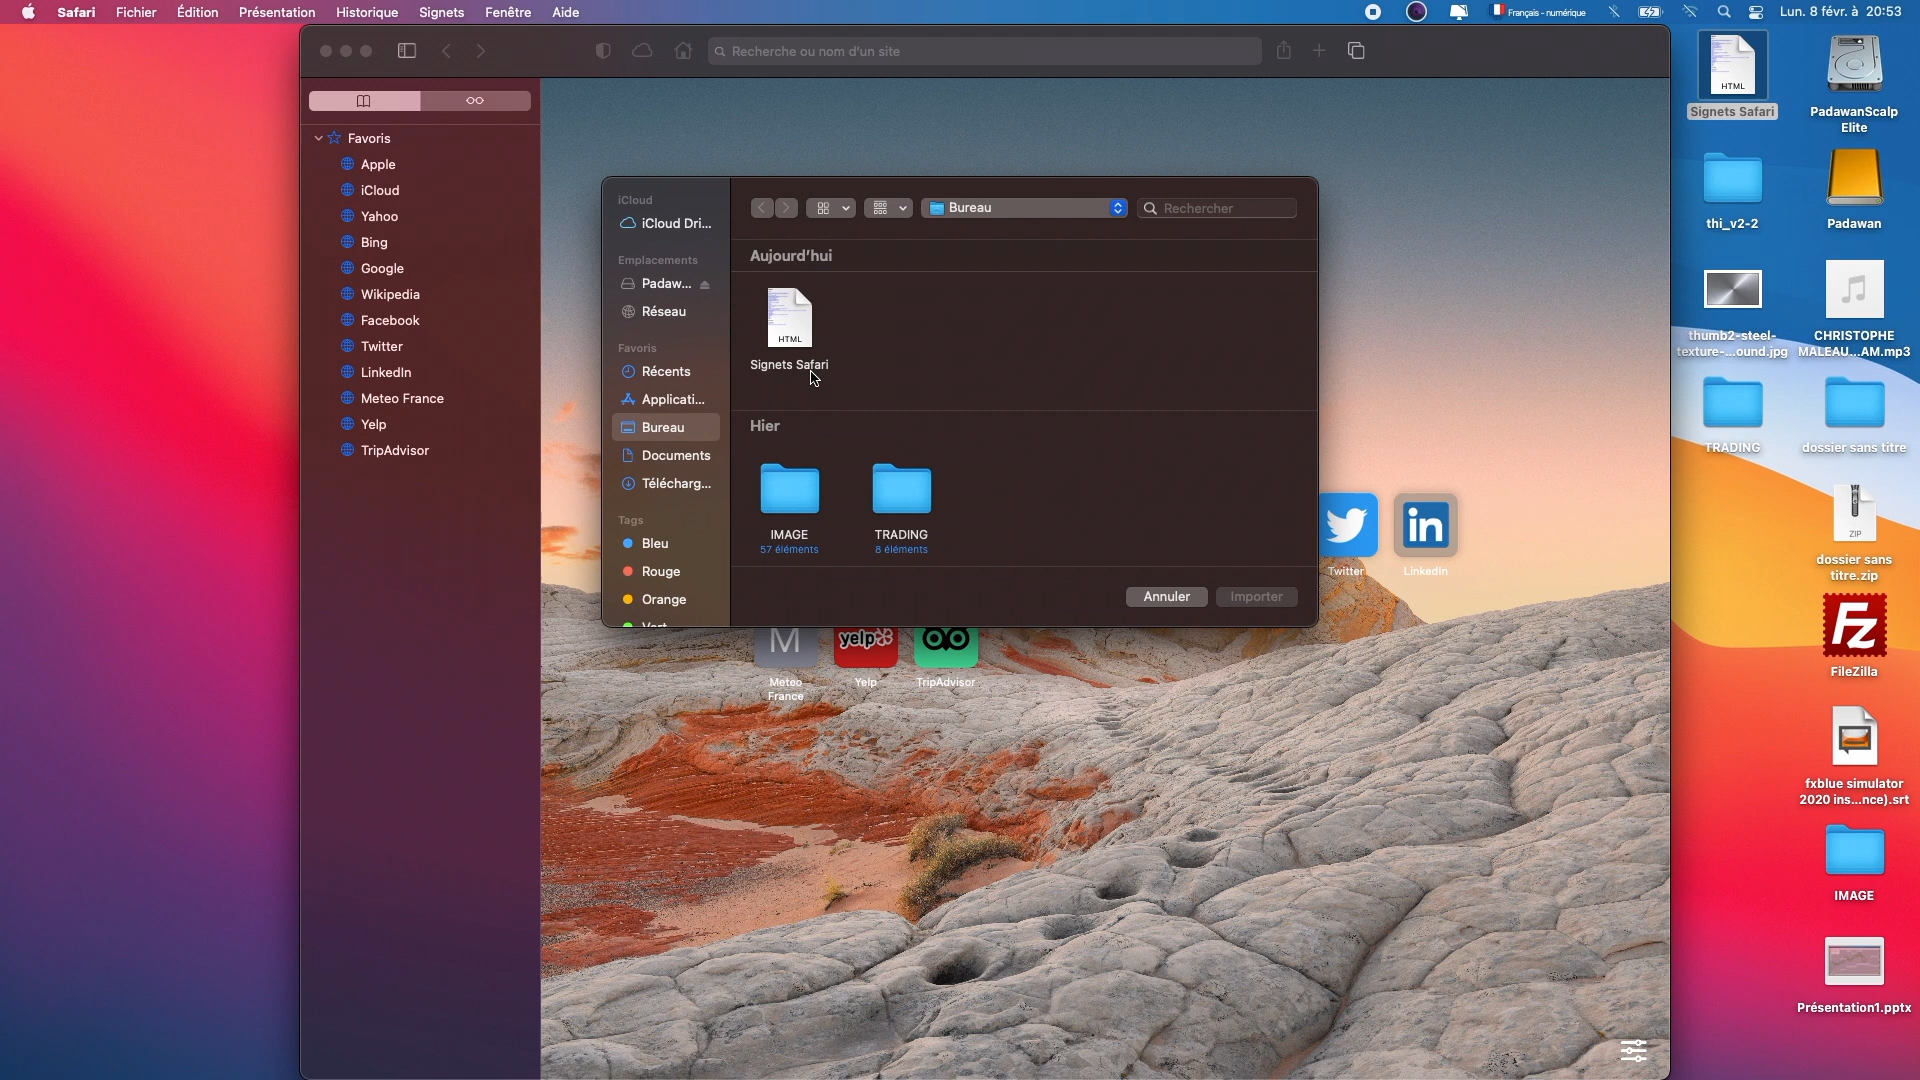 Safari Fichier Édition Présentation Historique Signets Fenêtre Aide
Français - numérique
Lun. 8 févr. à 20:53
Recherche ou nom d'un site
Favoris
Apple
iCloud
Yahoo
Bing
Google
Wikipedia
Facebook
Twitter
LinkedIn
Meteo France
Yelp
TripAdvisor
iCloud
iCloud Dri...
Emplacements
Padaw...
Réseau
Favoris
Récents
Applicati...
Bureau
Documents
Télécharg...
Tags
Bleu
Rouge
Orange
Vert
Bureau
Rechercher
Aujourd'hui
HTML
Signets Safari
Hier
IMAGE
57 éléments
TRADING
8 éléments
Annuler
Importer
in
Twitter
LinkedIn
M
yelp
Meteo
France
Yelp
TripAdvisor
HTML
Signets Safari
PadawanScalp
Elite
thi_v2-2
Padawan
thumb2-steel-
texture-...ound.jpg
CHRISTOPHE
MALEAU...AM.mp3
TRADING
dossier sans titre
ZIP
dossier sans
titre.zip
Fz
FileZilla
fxblue simulator
2020 ins...nce).srt
IMAGE
Présentation1.pptx